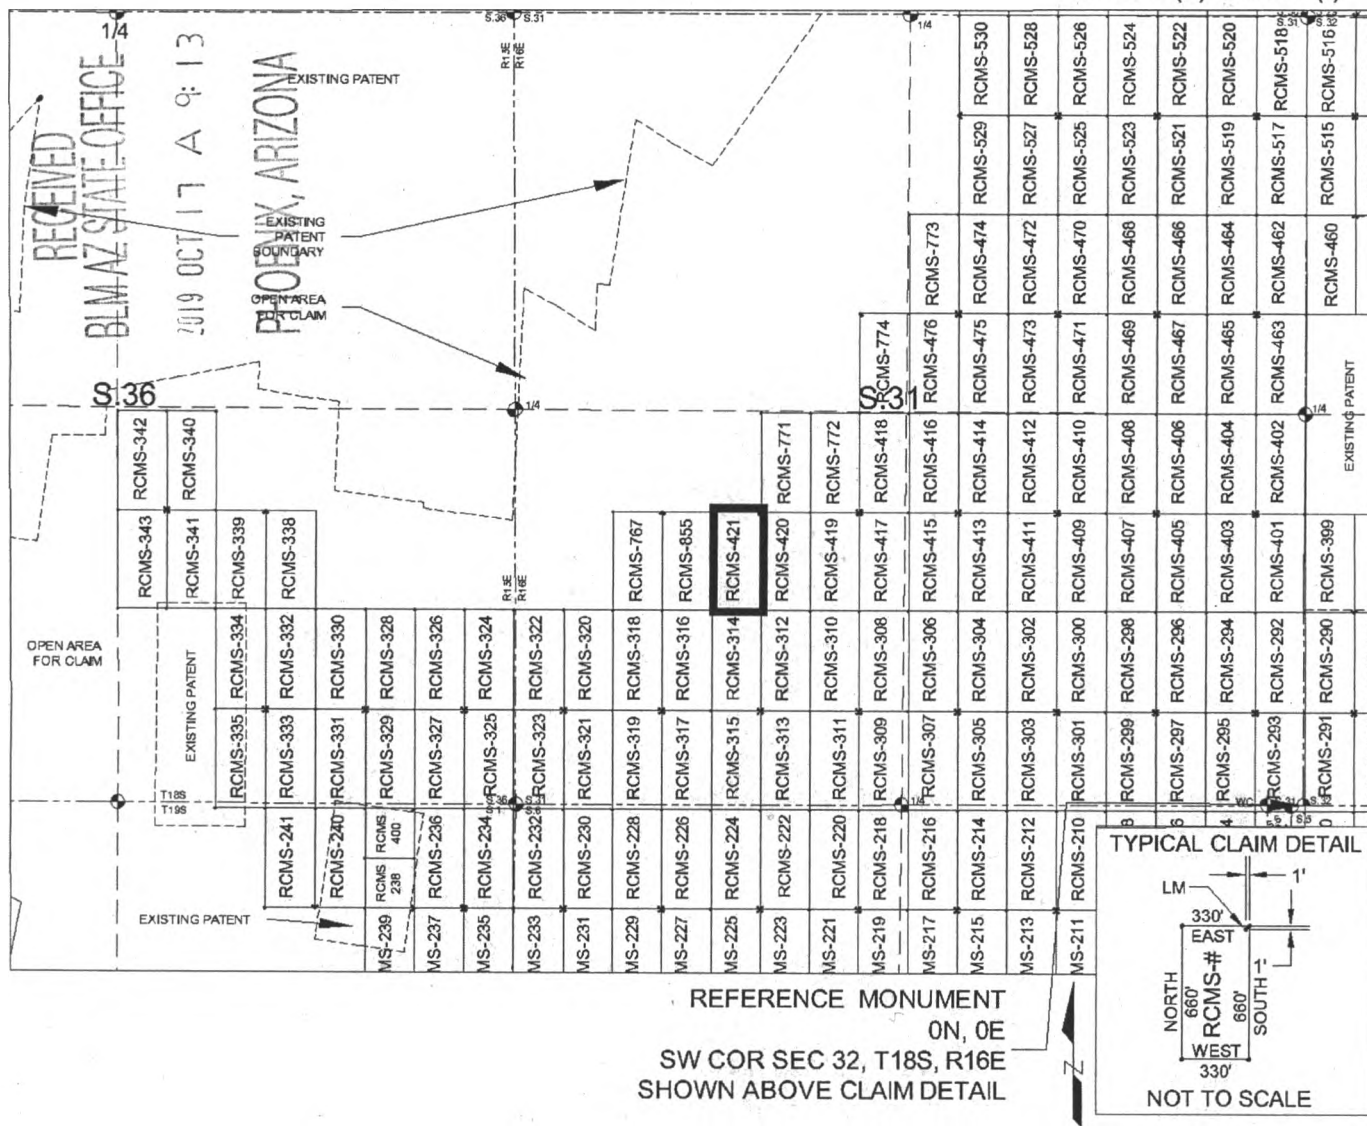 S.36 S.31
S.31 S.32
1/4
1/4
R13E
R16E
RECEIVED
BLM AZ STATE OFFICE
2019 OCT 17 A 9: 13
PHOENIX, ARIZONA
EXISTING PATENT
EXISTING
PATENT
BOUNDARY
OPEN AREA
FOR CLAIM
RCMS-530 RCMS-528 RCMS-526 RCMS-524 RCMS-522 RCMS-520 RCMS-518 RCMS-516
RCMS-529 RCMS-527 RCMS-525 RCMS-523 RCMS-521 RCMS-519 RCMS-517 RCMS-515
RCMS-773 RCMS-474 RCMS-472 RCMS-470 RCMS-468 RCMS-466 RCMS-464 RCMS-462 RCMS-460
RCMS-774 RCMS-476 RCMS-475 RCMS-473 RCMS-471 RCMS-469 RCMS-467 RCMS-465 RCMS-463
EXISTING PATENT
S.36
1/4
S.31
1/4
RCMS-342 RCMS-340 RCMS-771 RCMS-772 RCMS-418 RCMS-416 RCMS-414 RCMS-412 RCMS-410 RCMS-408 RCMS-406 RCMS-404 RCMS-402
RCMS-343 RCMS-341 RCMS-339 RCMS-338 RCMS-767 RCMS-855 RCMS-421 RCMS-420 RCMS-419 RCMS-417 RCMS-415 RCMS-413 RCMS-411 RCMS-409 RCMS-407 RCMS-405 RCMS-403 RCMS-401 RCMS-399
R13E
R16E
OPEN AREA
FOR CLAIM
EXISTING PATENT
RCMS-334 RCMS-332 RCMS-330 RCMS-328 RCMS-326 RCMS-324 RCMS-322 RCMS-320 RCMS-318 RCMS-316 RCMS-314 RCMS-312 RCMS-310 RCMS-308 RCMS-306 RCMS-304 RCMS-302 RCMS-300 RCMS-298 RCMS-296 RCMS-294 RCMS-292 RCMS-290
RCMS-335 RCMS-333 RCMS-331 RCMS-329 RCMS-327 RCMS-325 RCMS-323 RCMS-321 RCMS-319 RCMS-317 RCMS-315 RCMS-313 RCMS-311 RCMS-309 RCMS-307 RCMS-305 RCMS-303 RCMS-301 RCMS-299 RCMS-297 RCMS-295 RCMS-293 RCMS-291
T18S
T19S
S.36 S.31
1/4
WC
S.32
RCMS-241 RCMS-240 RCMS 400 RCMS-236 RCMS-234 RCMS-232 RCMS-230 RCMS-228 RCMS-226 RCMS-224 RCMS-222 RCMS-220 RCMS-218 RCMS-216 RCMS-214 RCMS-212 RCMS-210
RCMS 238
EXISTING PATENT
MS-239 MS-237 MS-235 MS-233 MS-231 MS-229 MS-227 MS-225 MS-223 MS-221 MS-219 MS-217 MS-215 MS-213 MS-211
REFERENCE MONUMENT
0N, 0E
SW COR SEC 32, T18S, R16E
SHOWN ABOVE CLAIM DETAIL
N
TYPICAL CLAIM DETAIL
1'
LM
330'
EAST
NORTH
660'
RCMS-#
660'
SOUTH
1'
WEST
330'
NOT TO SCALE